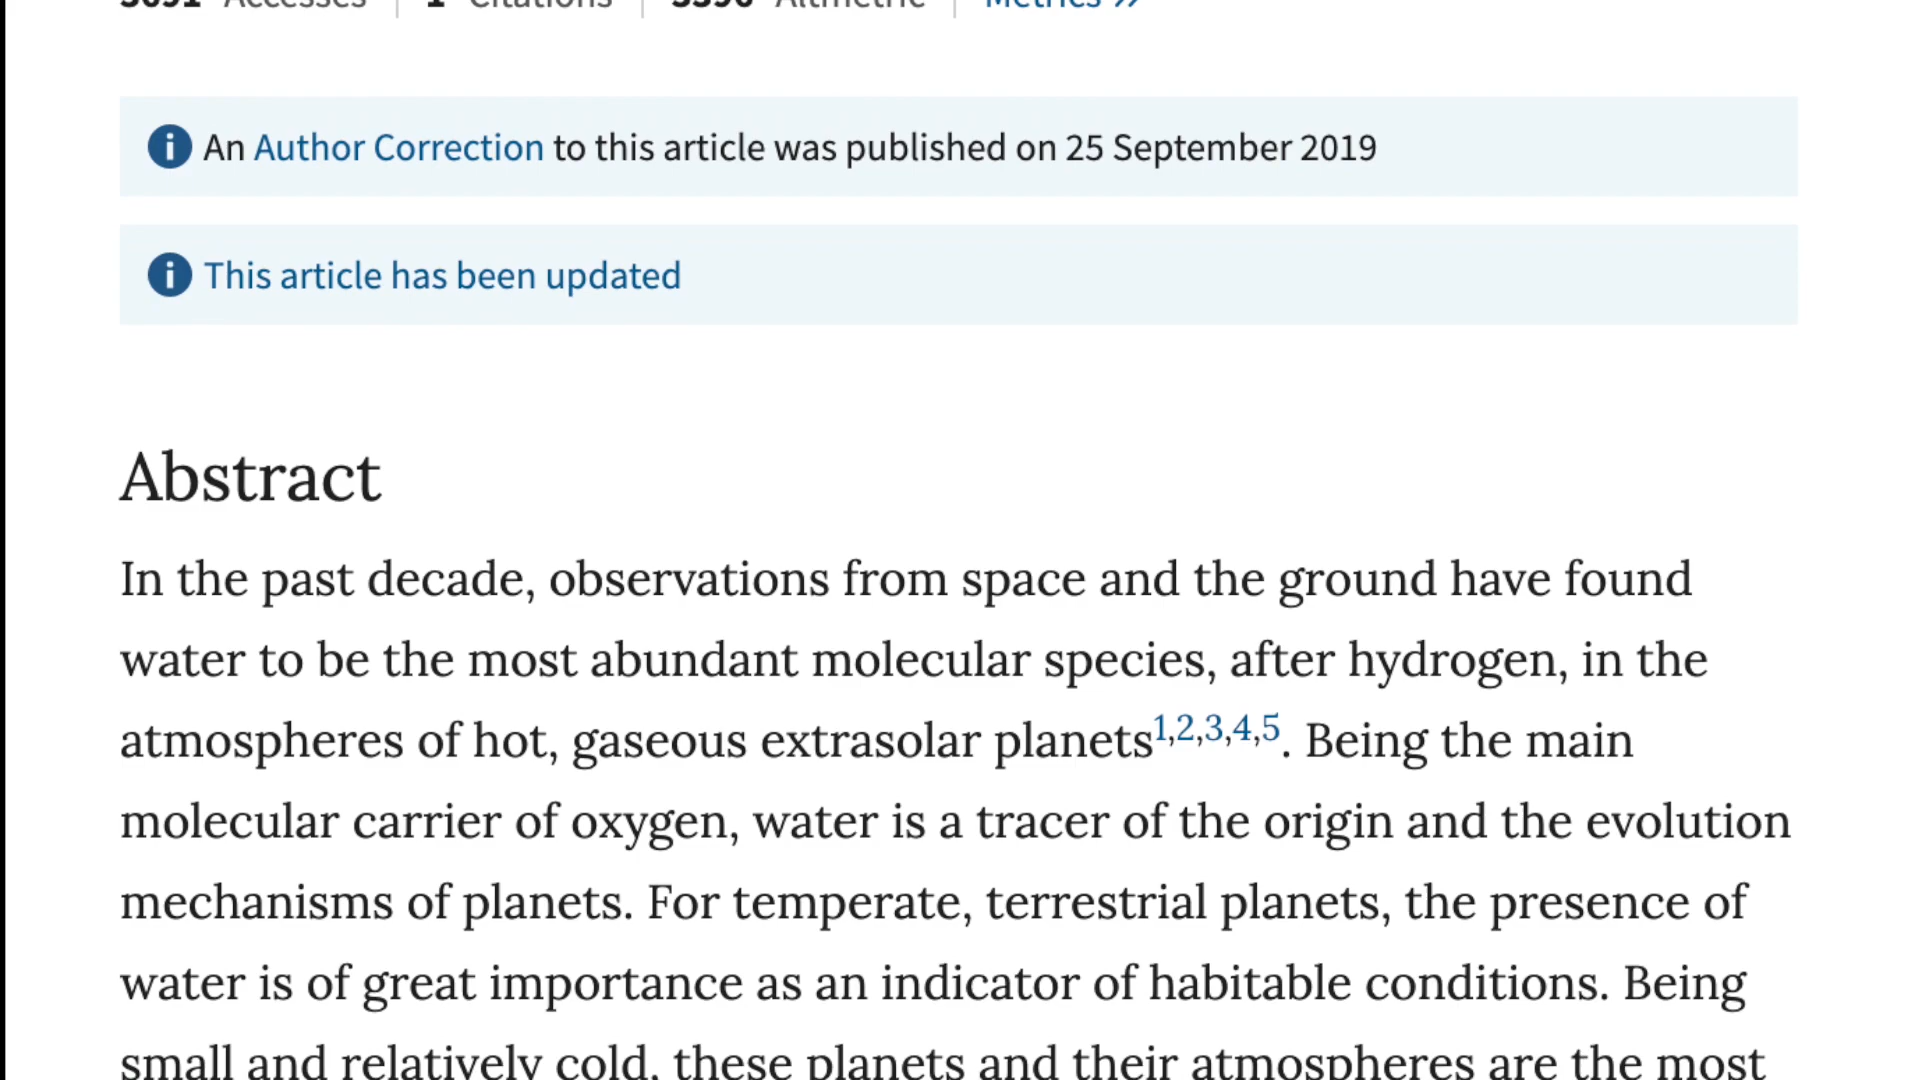 Accesses 1 Citations Altmetric Metrics
An Author Correction to this article was published on 25 September 2019
This article has been updated
Abstract
In the past decade, observations from space and the ground have found
water to be the most abundant molecular species, after hydrogen, in the
atmospheres of hot, gaseous extrasolar planets1,2,3,4,5. Being the main
molecular carrier of oxygen, water is a tracer of the origin and the evolution
mechanisms of planets. For temperate, terrestrial planets, the presence of
water is of great importance as an indicator of habitable conditions. Being
small and relatively cold, these planets and their atmospheres are the most